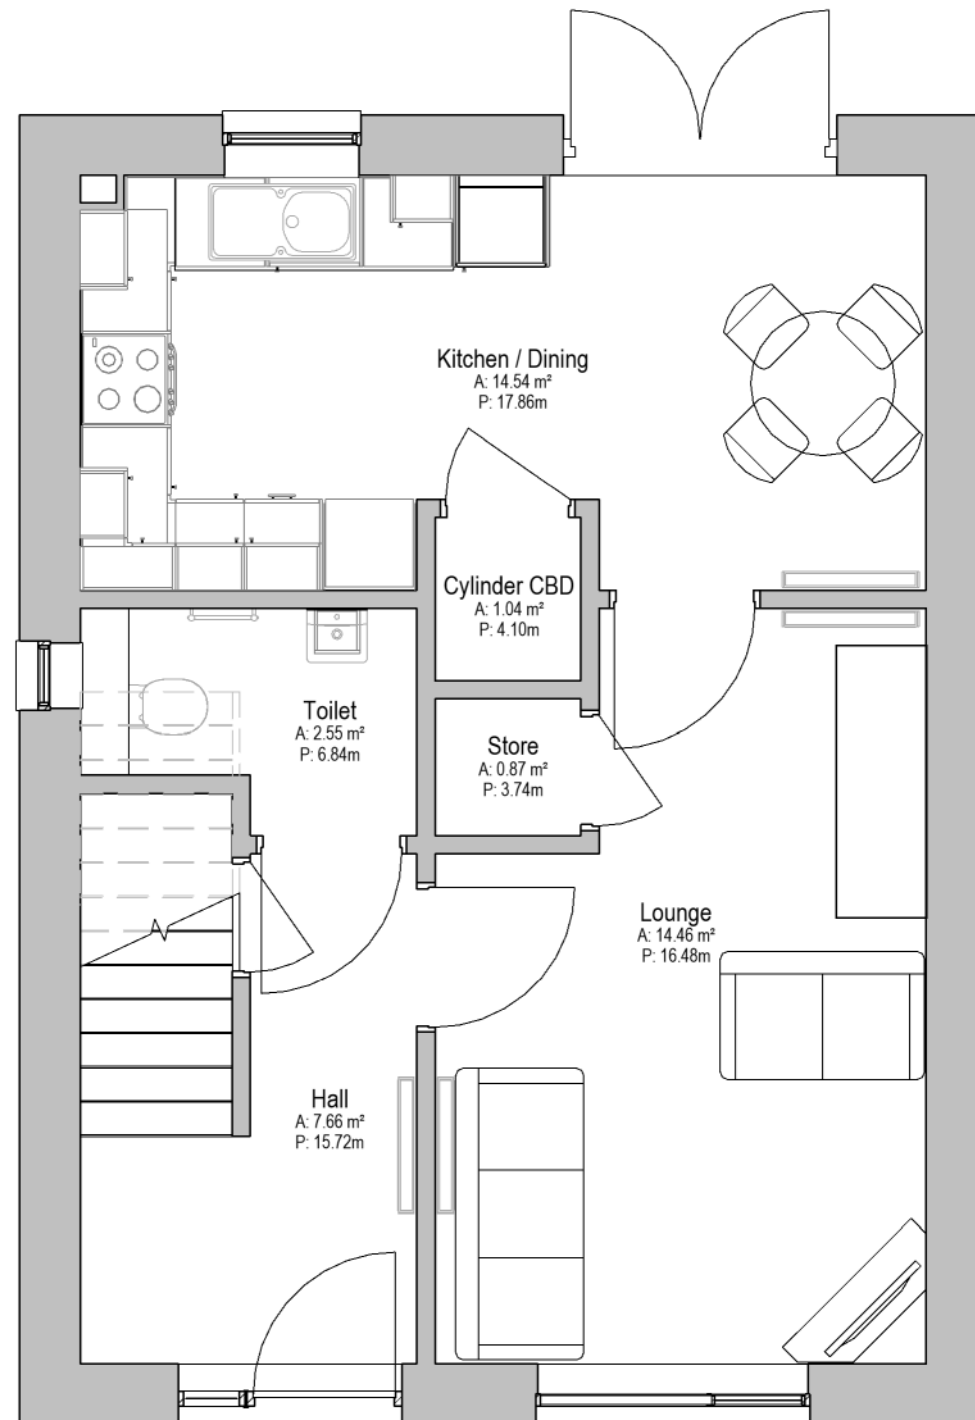 Kitchen / Dining
A: 14.54 m²
P: 17.86m
Cylinder CBD
A: 1.04 m²
P: 4.10m
Toilet
A: 2.55 m²
P: 6.84m
Store
A: 0.87 m²
P: 3.74m
Lounge
A: 14.46 m²
P: 16.48m
Hall
A: 7.66 m²
P: 15.72m